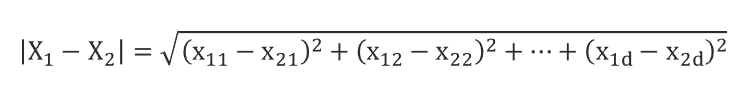 |X₁ − X₂| = √(x₁₁ − x₂₁)² + (x₁₂ − x₂₂)² + ⋯ + (x₁d − x₂d)²